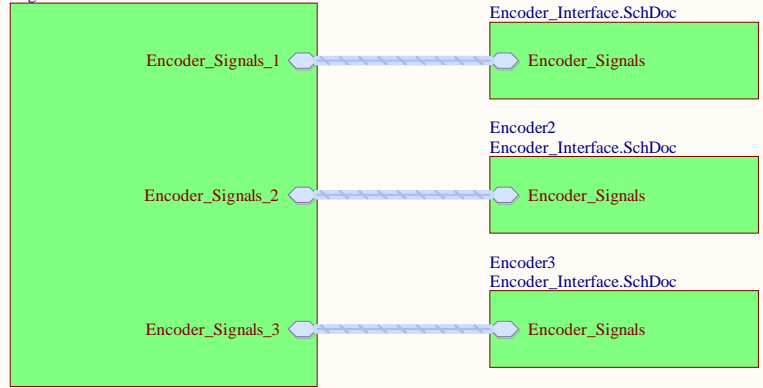 Encoder_Interface.SchDoc
Encoder_Signals_1
Encoder_Signals
Encoder2
Encoder_Interface.SchDoc
Encoder_Signals_2
Encoder_Signals
Encoder3
Encoder_Interface.SchDoc
Encoder_Signals_3
Encoder_Signals